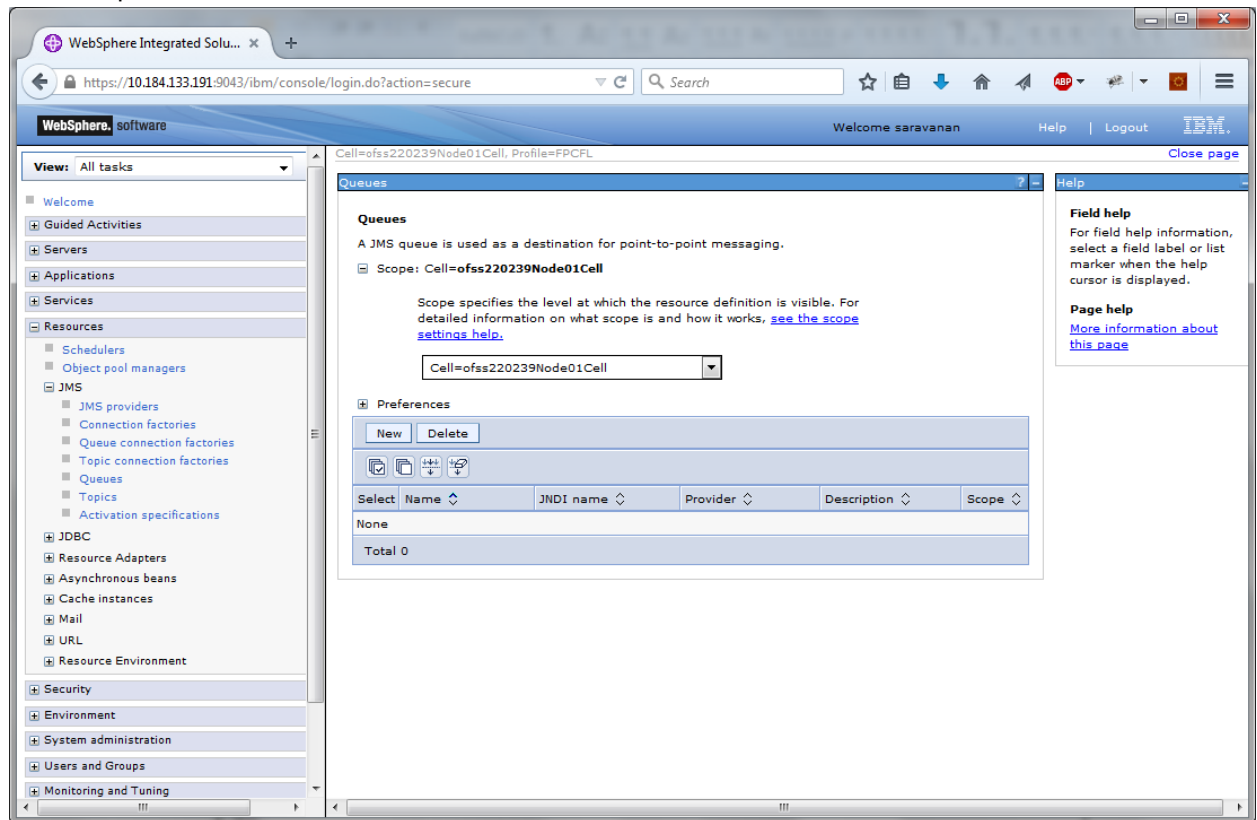 WebSphere Integrated Solu... × +
https://10.184.133.191:9043/ibm/console/login.do?action=secure
Search
ABP
WebSphere. software
Welcome saravanan
Help | Logout
IBM.
View: All tasks
Welcome
Guided Activities
Servers
Applications
Services
Resources
Schedulers
Object pool managers
JMS
JMS providers
Connection factories
Queue connection factories
Topic connection factories
Queues
Topics
Activation specifications
JDBC
Resource Adapters
Asynchronous beans
Cache instances
Mail
URL
Resource Environment
Security
Environment
System administration
Users and Groups
Monitoring and Tuning
Cell=ofss220239Node01Cell, Profile=FPCFL
Close page
Queues ? -
Queues
A JMS queue is used as a destination for point-to-point messaging.
Scope: Cell=ofss220239Node01Cell
Scope specifies the level at which the resource definition is visible. For
detailed information on what scope is and how it works, see the scope
settings help.
Cell=ofss220239Node01Cell
Preferences
New Delete
Select Name JNDI name Provider Description Scope
None
Total 0
Help -
Field help
For field help information,
select a field label or list
marker when the help
cursor is displayed.
Page help
More information about
this page